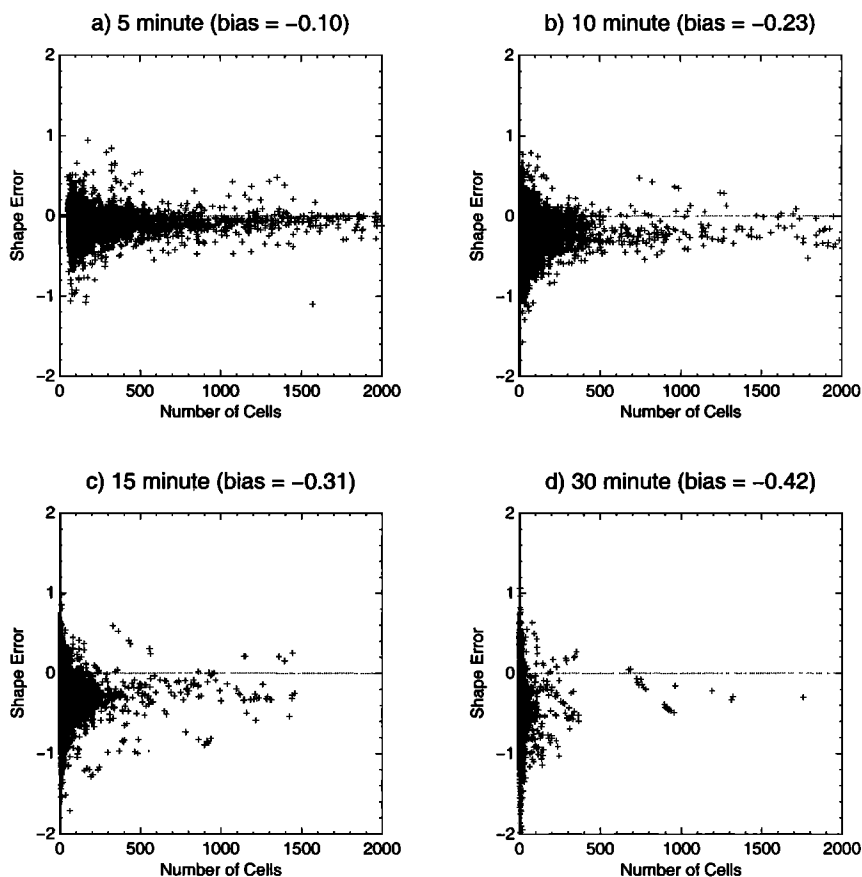 a) 5 minute (bias = −0.10)
2
1
0
−1
−2
Shape Error
0 500 1000 1500 2000
Number of Cells
b) 10 minute (bias = −0.23)
2
1
0
−1
−2
Shape Error
0 500 1000 1500 2000
Number of Cells
c) 15 minute (bias = −0.31)
2
1
0
−1
−2
Shape Error
0 500 1000 1500 2000
Number of Cells
d) 30 minute (bias = −0.42)
2
1
0
−1
−2
Shape Error
0 500 1000 1500 2000
Number of Cells